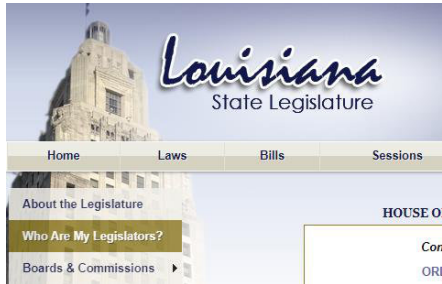 Louisiana
State Legislature
Home Laws Bills Sessions
About the Legislature
HOUSE
Who Are My Legislators?
Boards & Commissions